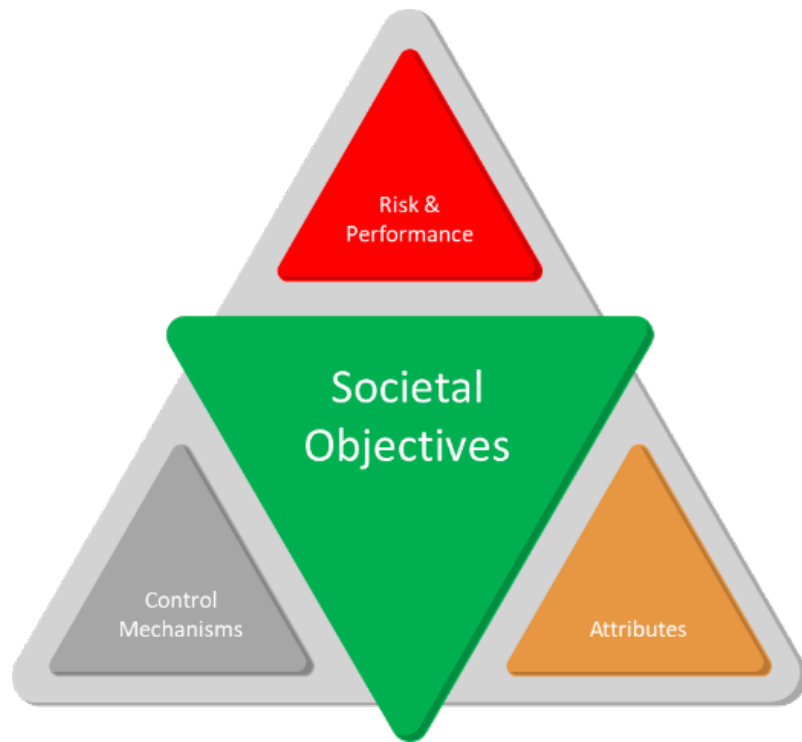 Risk &
Performance
Societal
Objectives
Control
Mechanisms
Attributes